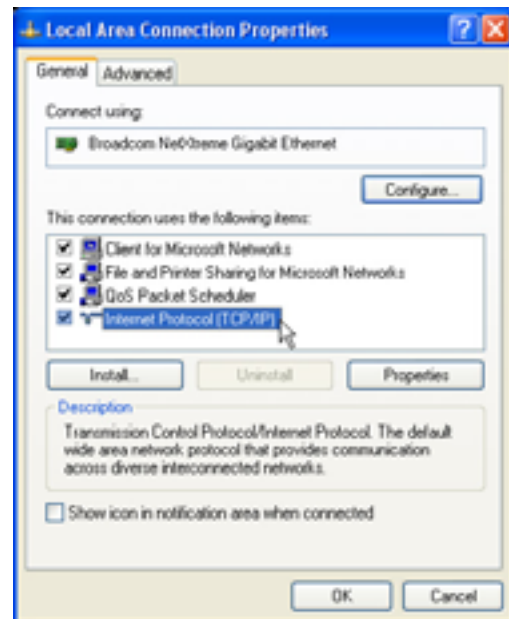 Local Area Connection Properties
General Advanced
Connect using:
Broadcom NetXtreme Gigabit Ethernet
Configure...
This connection uses the following items:
Client for Microsoft Networks
File and Printer Sharing for Microsoft Networks
QoS Packet Scheduler
Internet Protocol (TCP/IP)
Install... Uninstall Properties
Description
Transmission Control Protocol/Internet Protocol. The default
wide area network protocol that provides communication
across diverse interconnected networks.
Show icon in notification area when connected
OK Cancel